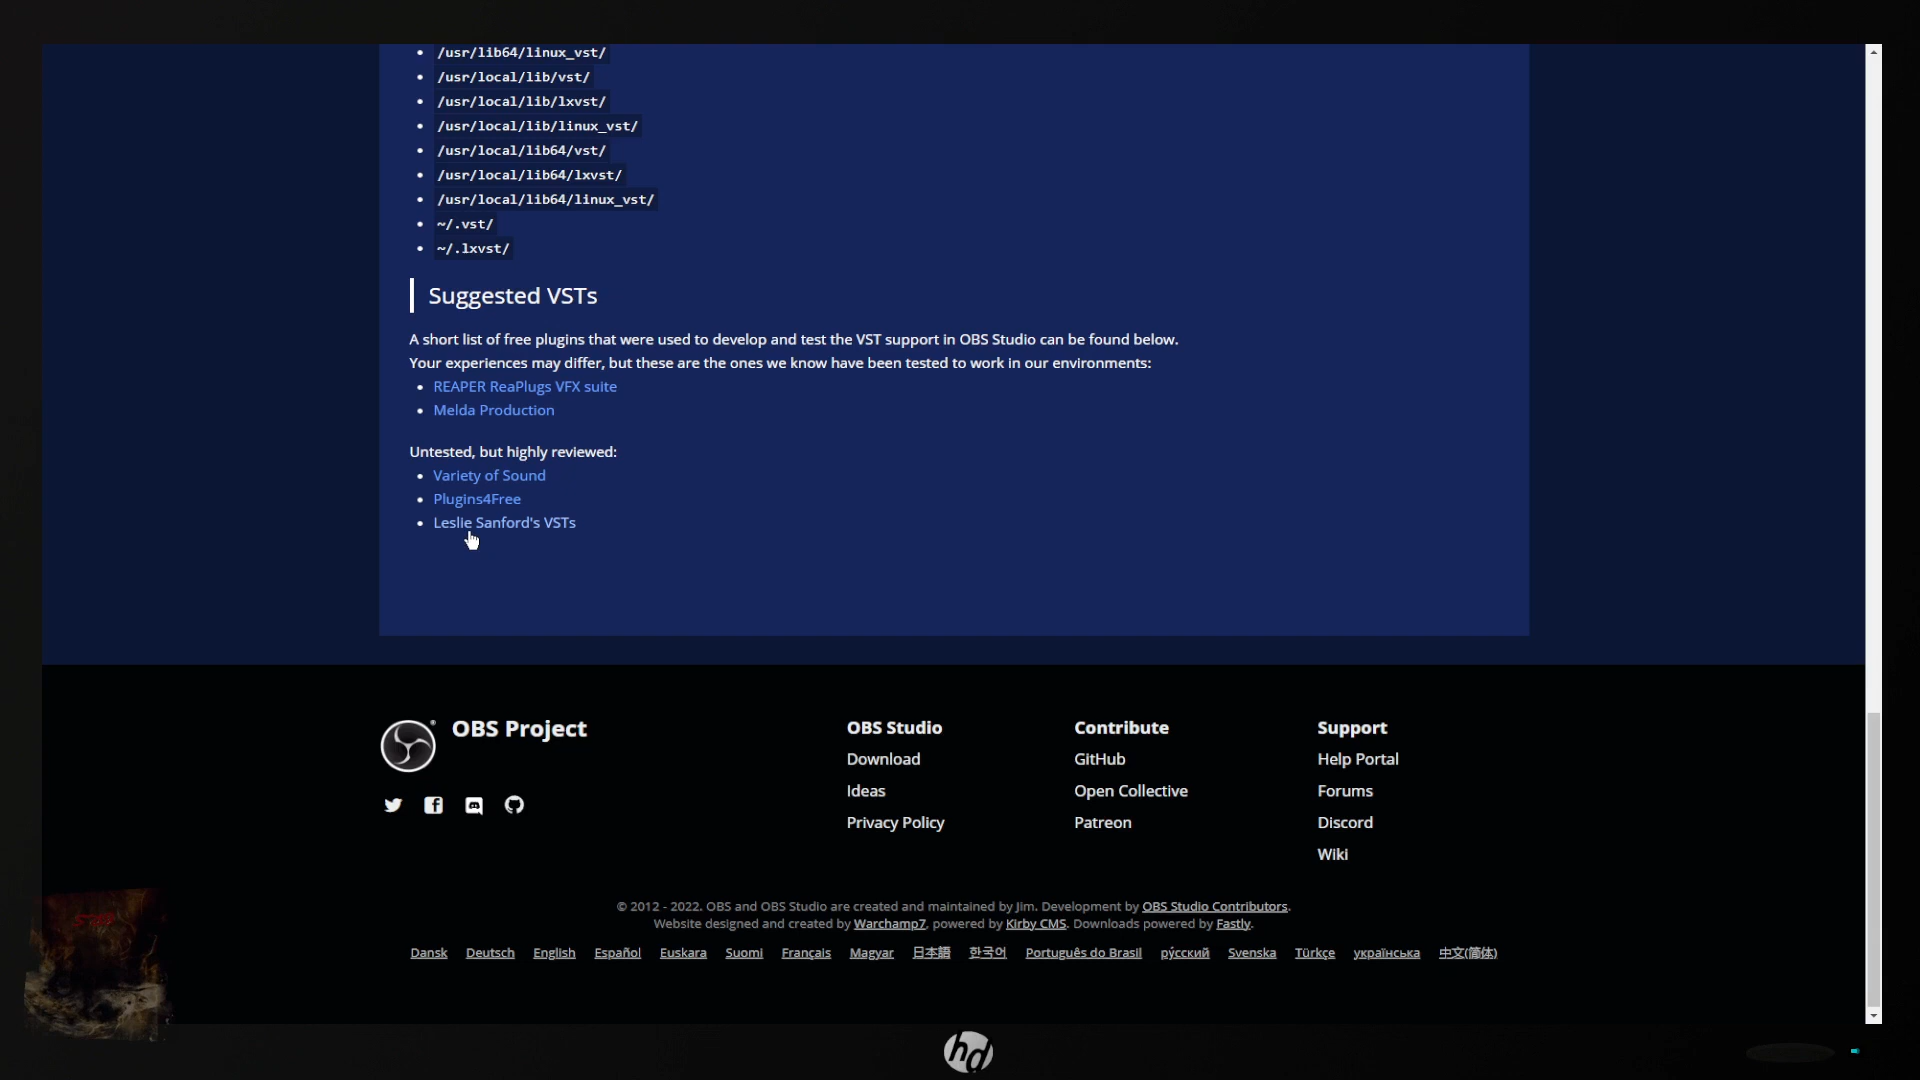 /usr/lib64/linux_vst/
/usr/local/lib/vst/
/usr/local/lib/lxvst/
/usr/local/lib/linux_vst/
/usr/local/lib64/vst/
/usr/local/lib64/lxvst/
/usr/local/lib64/linux_vst/
~/.vst/
~/.lxvst/
Suggested VSTs
A short list of free plugins that were used to develop and test the VST support in OBS Studio can be found below.
Your experiences may differ, but these are the ones we know have been tested to work in our environments:
REAPER ReaPlugs VFX suite
Melda Production
Untested, but highly reviewed:
Variety of Sound
Plugins4Free
Leslie Sanford's VSTs
OBS Project
OBS Studio
Download
Ideas
Privacy Policy
Contribute
GitHub
Open Collective
Patreon
Support
Help Portal
Forums
Discord
Wiki
© 2012 - 2022. OBS and OBS Studio are created and maintained by Jim. Development by OBS Studio Contributors.
Website designed and created by Warchamp7, powered by Kirby CMS. Downloads powered by Fastly.
Dansk Deutsch English Español Euskara Suomi Français Magyar 日本語 한국어 Português do Brasil русский Svenska Türkçe українська 中文(简体)
hd